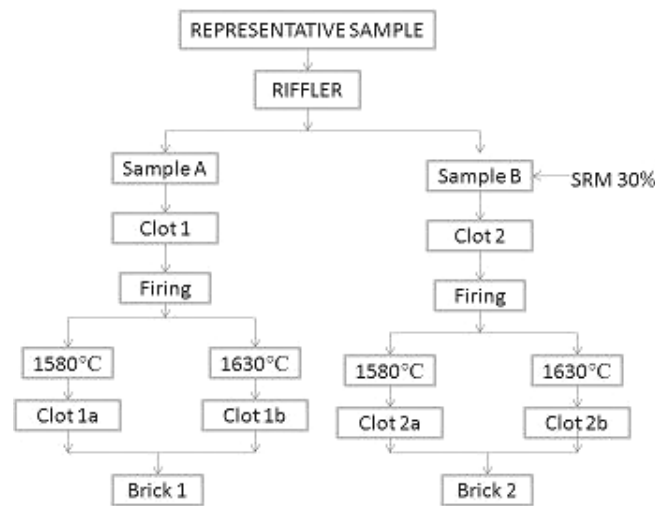 REPRESENTATIVE SAMPLE
RIFFLER
Sample A
Sample B
SRM 30%
Clot 1
Clot 2
Firing
Firing
1580°C
1630°C
1580°C
1630°C
Clot 1a
Clot 1b
Clot 2a
Clot 2b
Brick 1
Brick 2